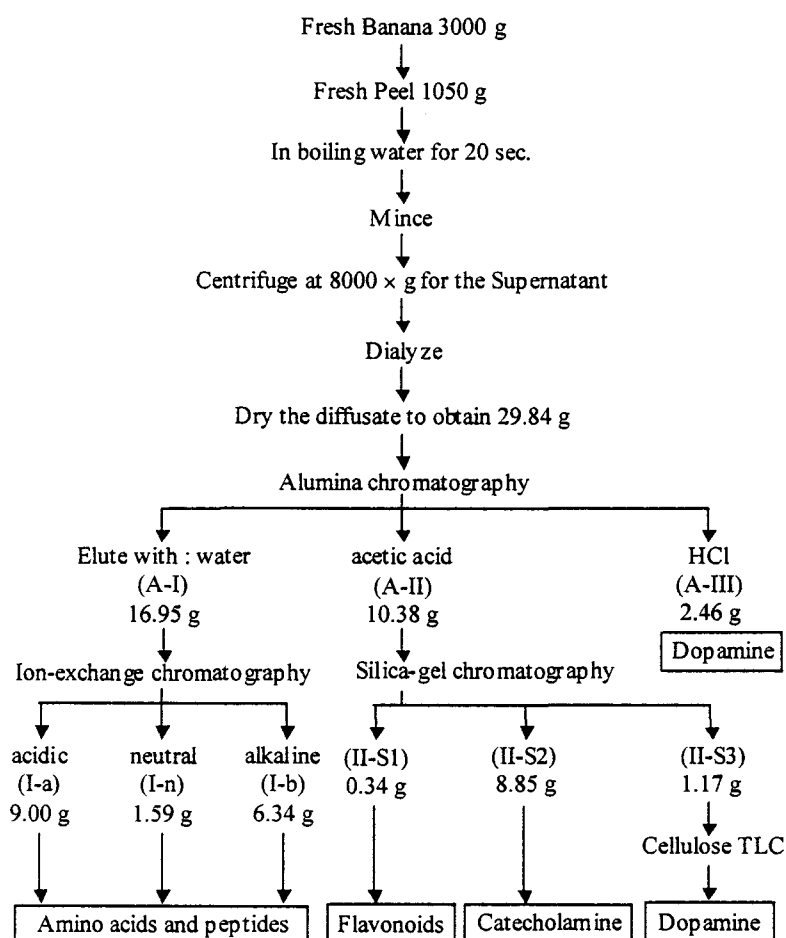 Fresh Banana 3000 g
Fresh Peel 1050 g
In boiling water for 20 sec.
Mince
Centrifuge at 8000 × g for the Supernatant
Dialyze
Dry the diffusate to obtain 29.84 g
Alumina chromatography
Elute with : water
(A-I)
16.95 g
acetic acid
(A-II)
10.38 g
HCl
(A-III)
2.46 g
Dopamine
Ion-exchange chromatography
Silica-gel chromatography
acidic
(I-a)
9.00 g
neutral
(I-n)
1.59 g
alkaline
(I-b)
6.34 g
(II-S1)
0.34 g
(II-S2)
8.85 g
(II-S3)
1.17 g
Cellulose TLC
Amino acids and peptides
Flavonoids
Catecholamine
Dopamine